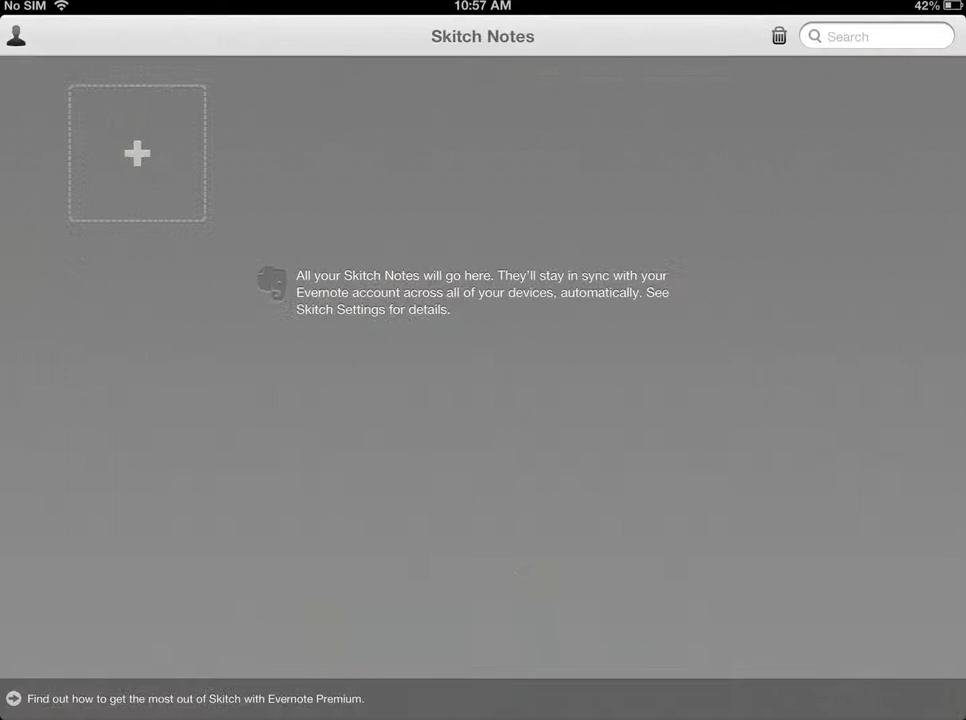 No SIM 10:57 AM 42%
Skitch Notes
Search
All your Skitch Notes will go here. They'll stay in sync with your
Evernote account across all of your devices, automatically. See
Skitch Settings for details.
Find out how to get the most out of Skitch with Evernote Premium.